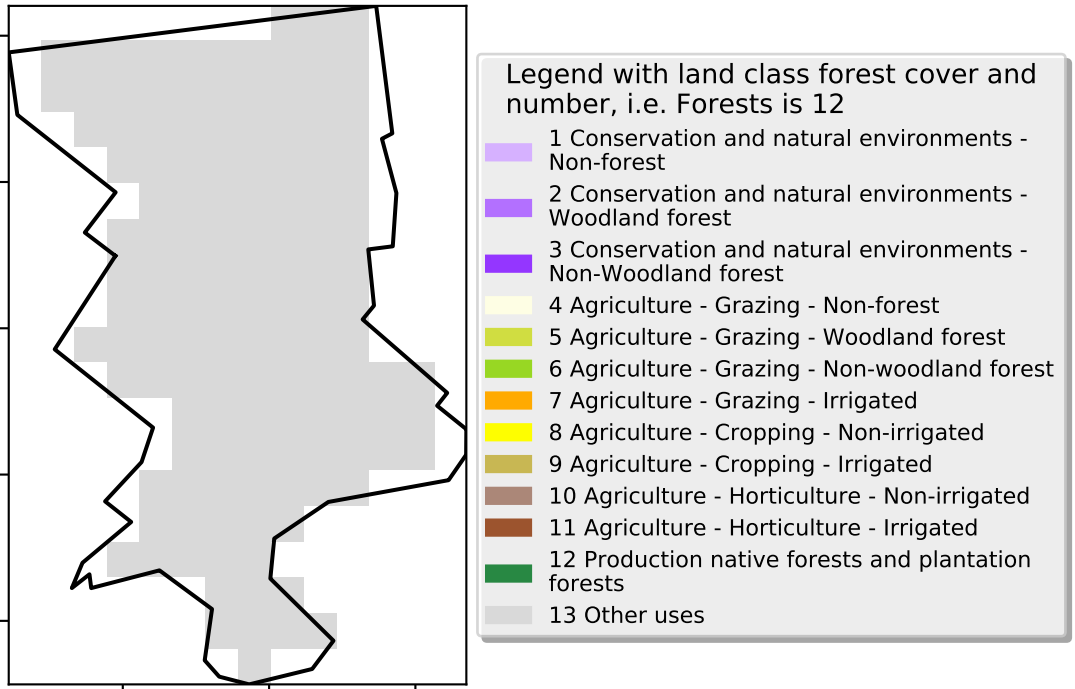 Legend with land class forest cover and
number, i.e. Forests is 12
1 Conservation and natural environments -
Non-forest
2 Conservation and natural environments -
Woodland forest
3 Conservation and natural environments -
Non-Woodland forest
4 Agriculture - Grazing - Non-forest
5 Agriculture - Grazing - Woodland forest
6 Agriculture - Grazing - Non-woodland forest
7 Agriculture - Grazing - Irrigated
8 Agriculture - Cropping - Non-irrigated
9 Agriculture - Cropping - Irrigated
10 Agriculture - Horticulture - Non-irrigated
11 Agriculture - Horticulture - Irrigated
12 Production native forests and plantation
forests
13 Other uses